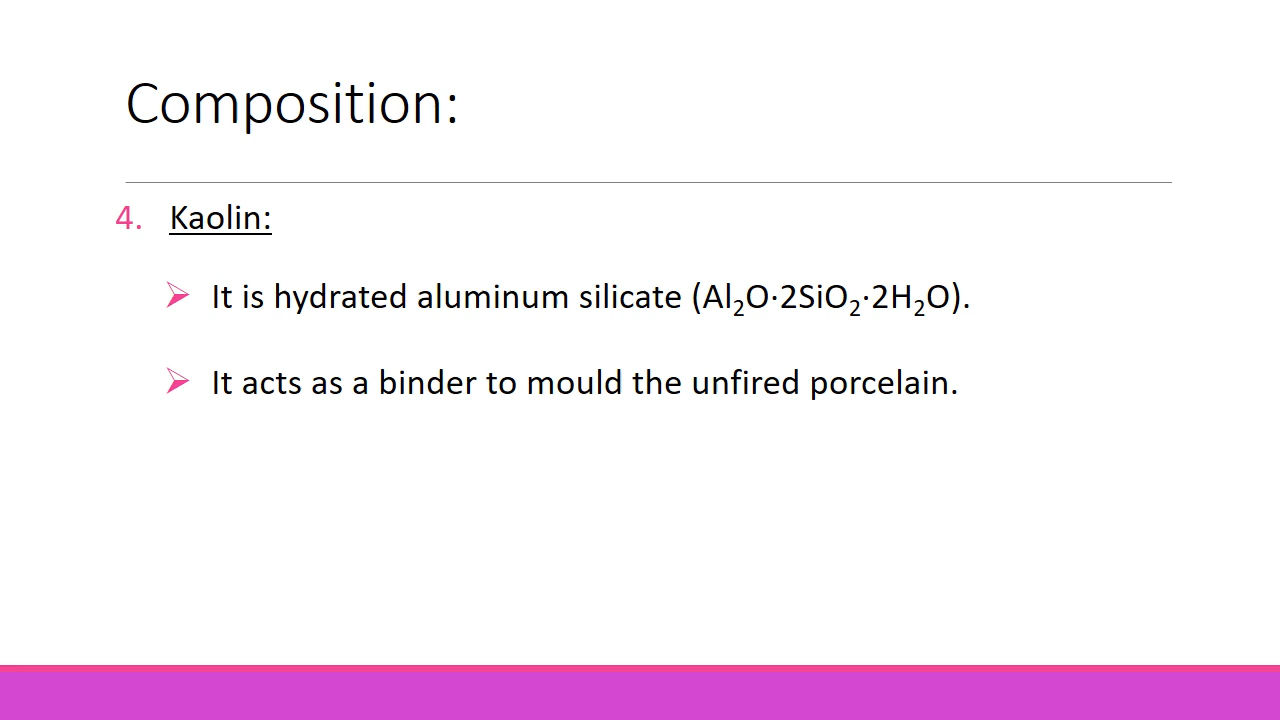 Composition:
4. Kaolin:
➢ It is hydrated aluminum silicate (Al₂O·2SiO₂·2H₂O).
➢ It acts as a binder to mould the unfired porcelain.